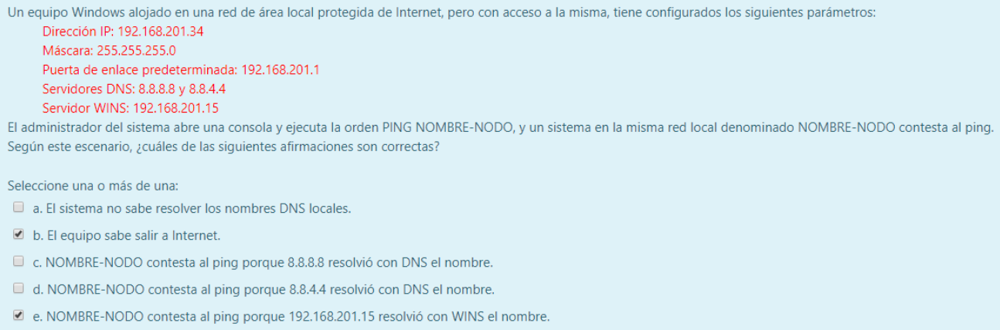 Un equipo Windows alojado en una red de área local protegida de Internet, pero con acceso a la misma, tiene configurados los siguientes parámetros:
Dirección IP: 192.168.201.34
Máscara: 255.255.255.0
Puerta de enlace predeterminada: 192.168.201.1
Servidores DNS: 8.8.8.8 y 8.8.4.4
Servidor WINS: 192.168.201.15
El administrador del sistema abre una consola y ejecuta la orden PING NOMBRE-NODO, y un sistema en la misma red local denominado NOMBRE-NODO contesta al ping.
Según este escenario, ¿cuáles de las siguientes afirmaciones son correctas?
Seleccione una o más de una:
a. El sistema no sabe resolver los nombres DNS locales.
b. El equipo sabe salir a Internet.
c. NOMBRE-NODO contesta al ping porque 8.8.8.8 resolvió con DNS el nombre.
d. NOMBRE-NODO contesta al ping porque 8.8.4.4 resolvió con DNS el nombre.
e. NOMBRE-NODO contesta al ping porque 192.168.201.15 resolvió con WINS el nombre.